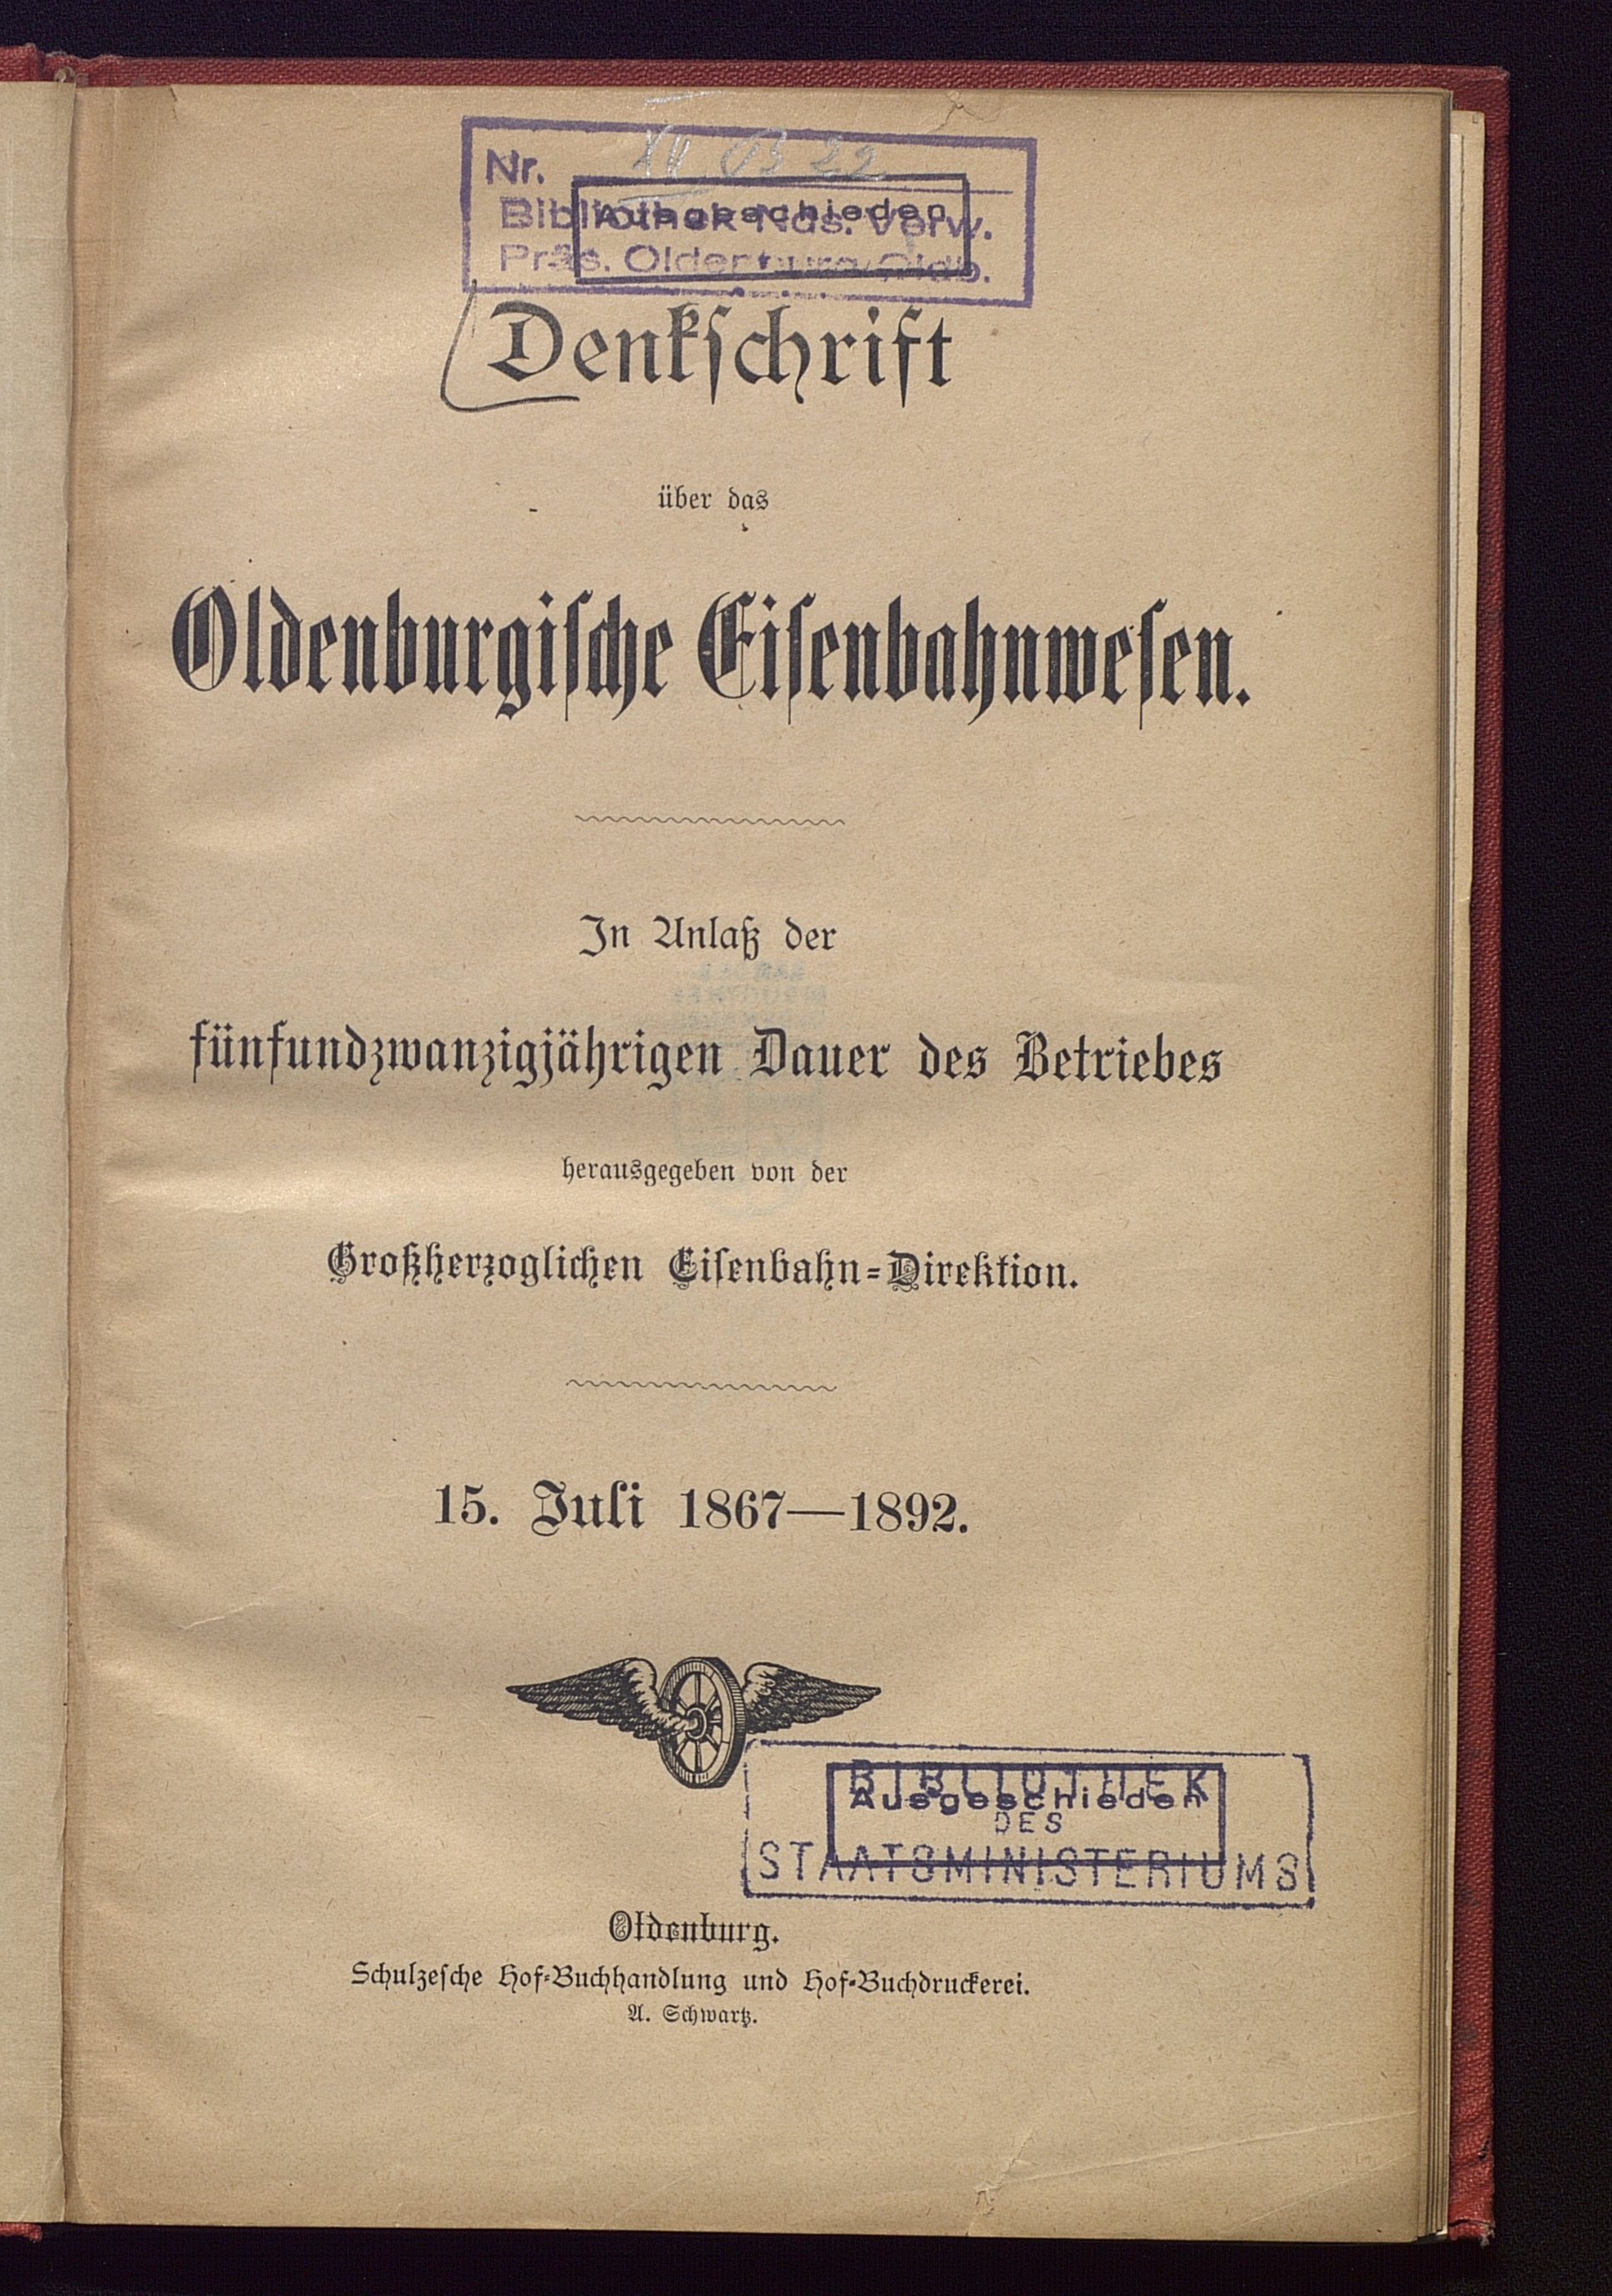 Nr. XV B 22
Bibliothek Nds. Verw.
Ausgeschieden
Präs. Oldenburg/Oldb.
Denkschrift
über das
Oldenburgische Eisenbahnwesen.
In Anlaß der
fünfundzwanzigjährigen Dauer des Betriebes
herausgegeben von der
Großherzoglichen Eisenbahn=Direktion.
15. Juli 1867—1892.
BIBLIOTHEK
Ausgeschieden
DES
STAATSMINISTERIUMS
Oldenburg.
Schulzesche Hof=Buchhandlung und Hof=Buchdruckerei.
A. Schwartz.